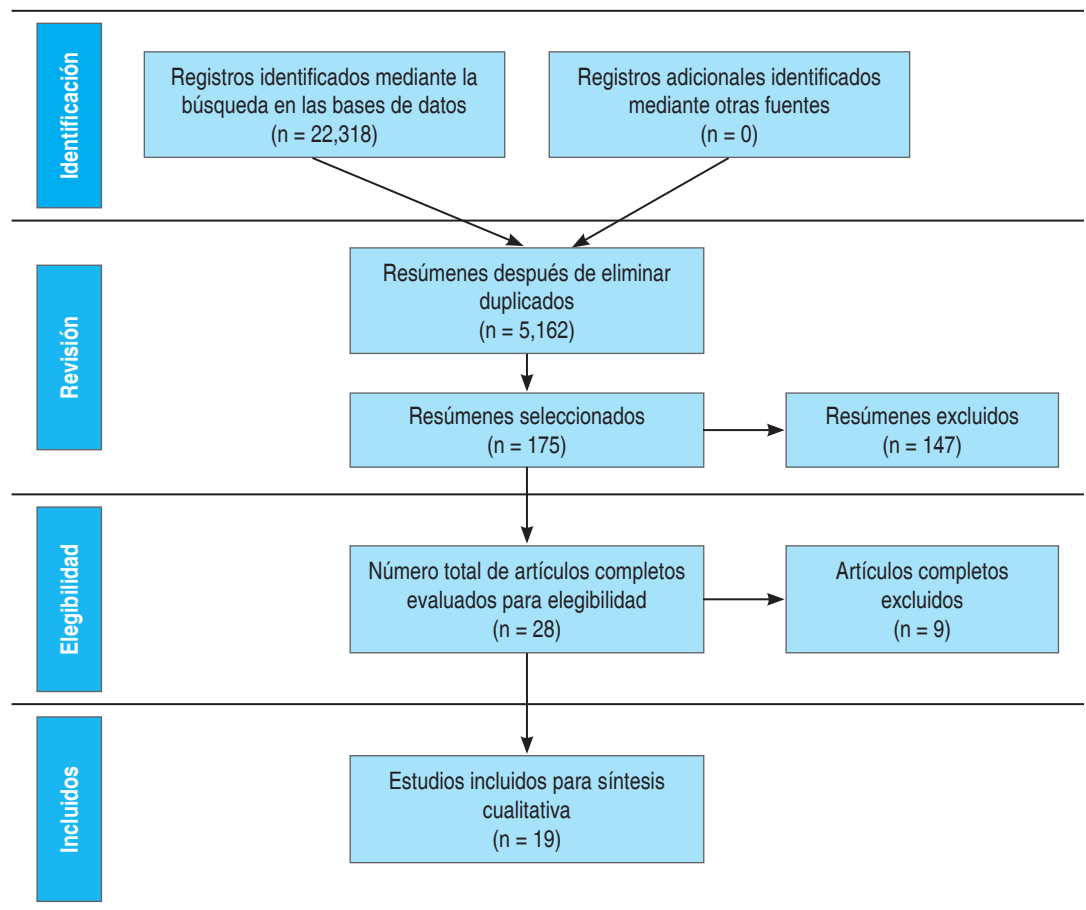 Identificación
Registros identificados mediante la
búsqueda en las bases de datos
(n = 22,318)
Registros adicionales identificados
mediante otras fuentes
(n = 0)
Revisión
Resúmenes después de eliminar
duplicados
(n = 5,162)
Resúmenes seleccionados
(n = 175)
Resúmenes excluidos
(n = 147)
Elegibilidad
Número total de artículos completos
evaluados para elegibilidad
(n = 28)
Artículos completos
excluidos
(n = 9)
Incluidos
Estudios incluidos para síntesis
cualitativa
(n = 19)